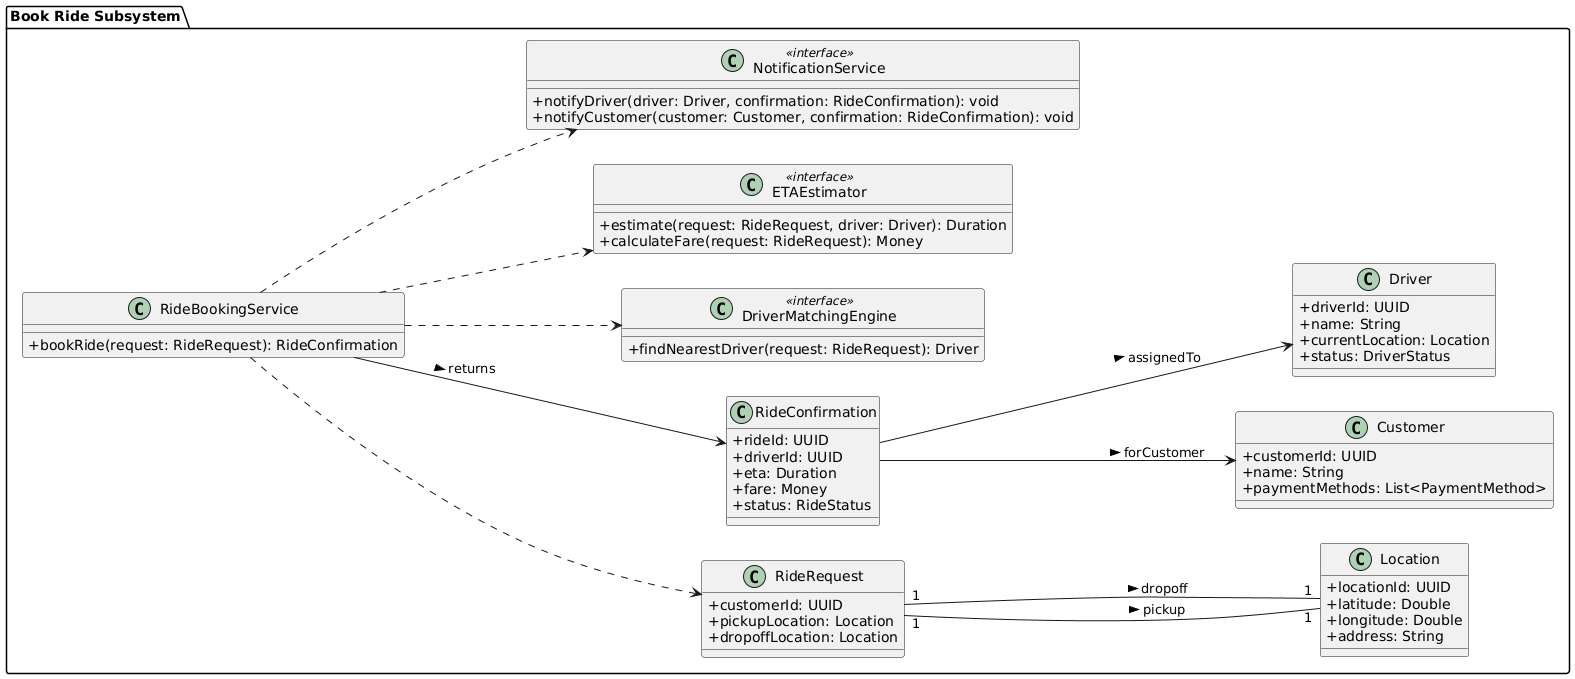 Book Ride Subsystem
«interface»
NotificationService
+notifyDriver(driver: Driver, confirmation: RideConfirmation): void
+notifyCustomer(customer: Customer, confirmation: RideConfirmation): void
«interface»
ETAEstimator
+estimate(request: RideRequest, driver: Driver): Duration
+calculateFare(request: RideRequest): Money
RideBookingService
+bookRide(request: RideRequest): RideConfirmation
«interface»
DriverMatchingEngine
+findNearestDriver(request: RideRequest): Driver
Driver
+driverId: UUID
+name: String
+currentLocation: Location
+status: DriverStatus
returns
assignedTo
RideConfirmation
+rideId: UUID
+driverId: UUID
+eta: Duration
+fare: Money
+status: RideStatus
forCustomer
Customer
+customerId: UUID
+name: String
+paymentMethods: List<PaymentMethod>
RideRequest
+customerId: UUID
+pickupLocation: Location
+dropoffLocation: Location
1
dropoff
1
1
pickup
1
Location
+locationId: UUID
+latitude: Double
+longitude: Double
+address: String